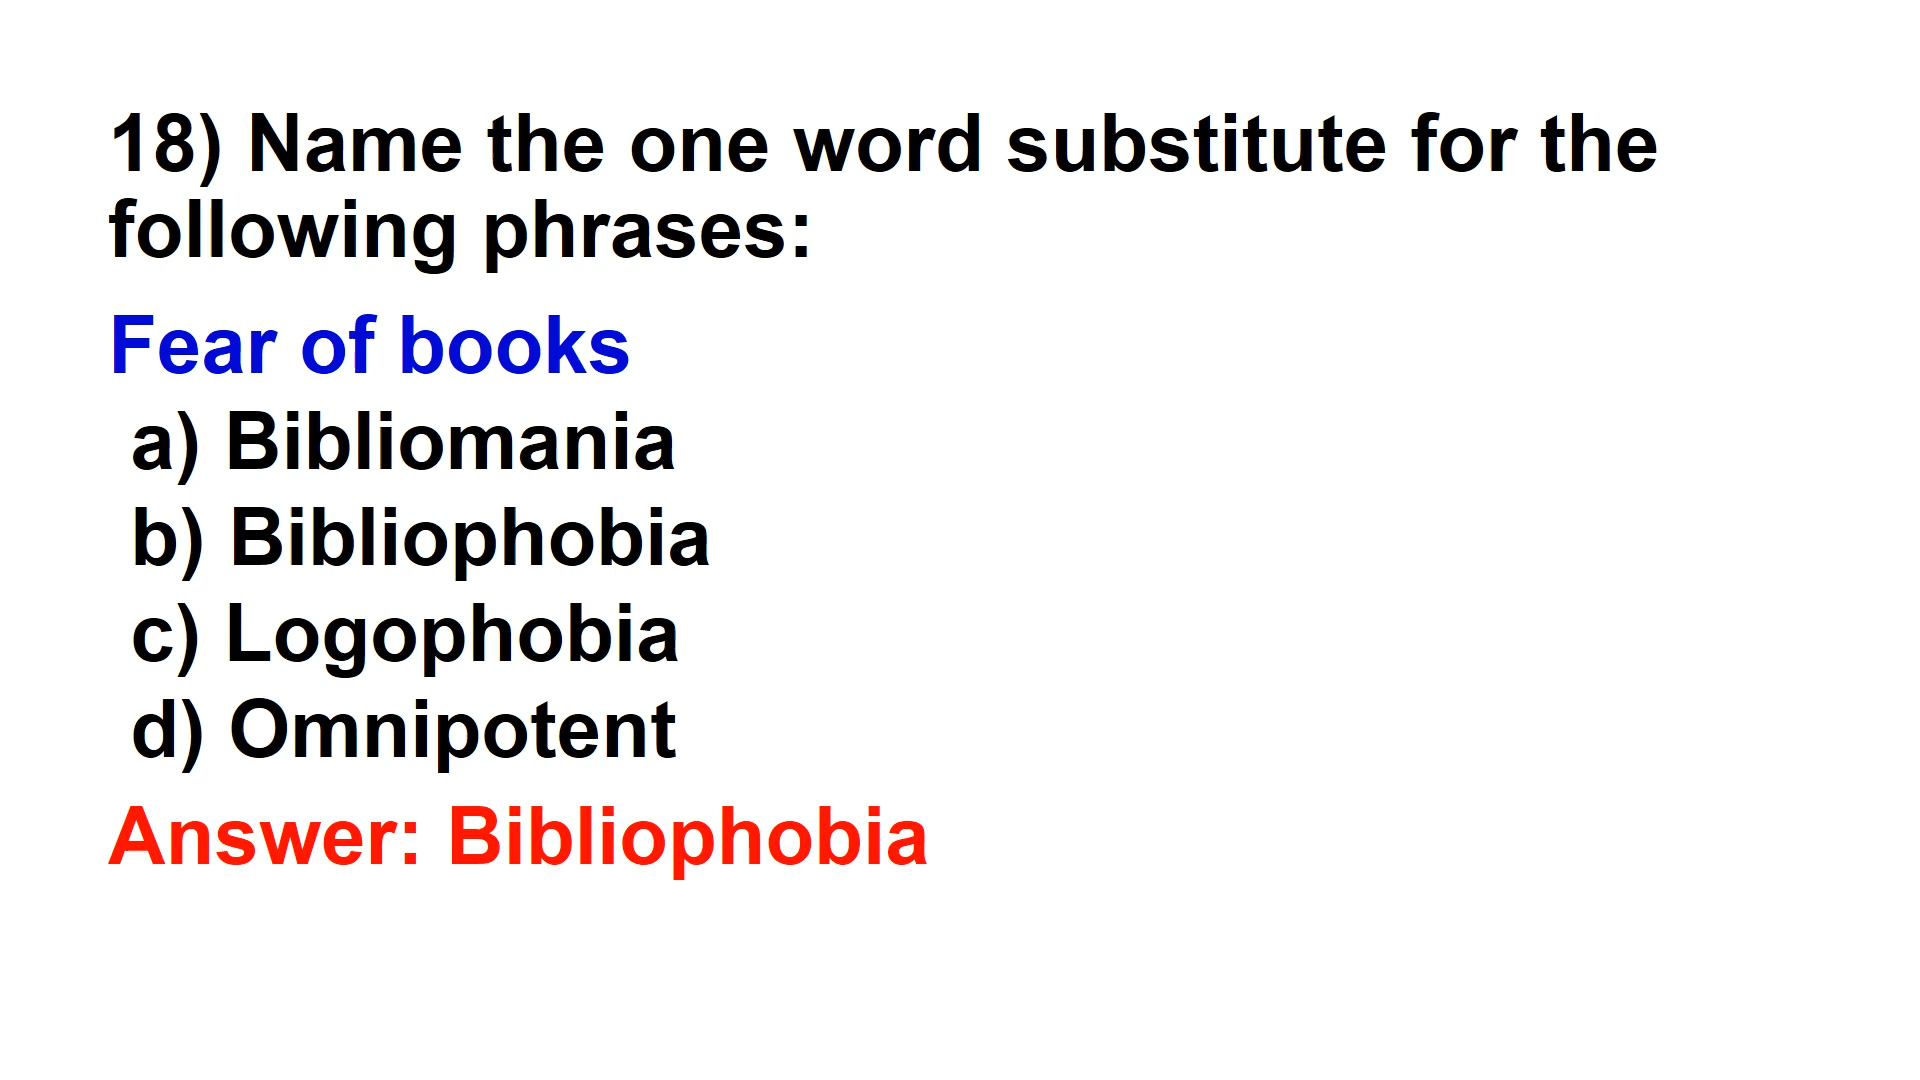 18) Name the one word substitute for the
following phrases:
Fear of books
a) Bibliomania
b) Bibliophobia
c) Logophobia
d) Omnipotent
Answer: Bibliophobia